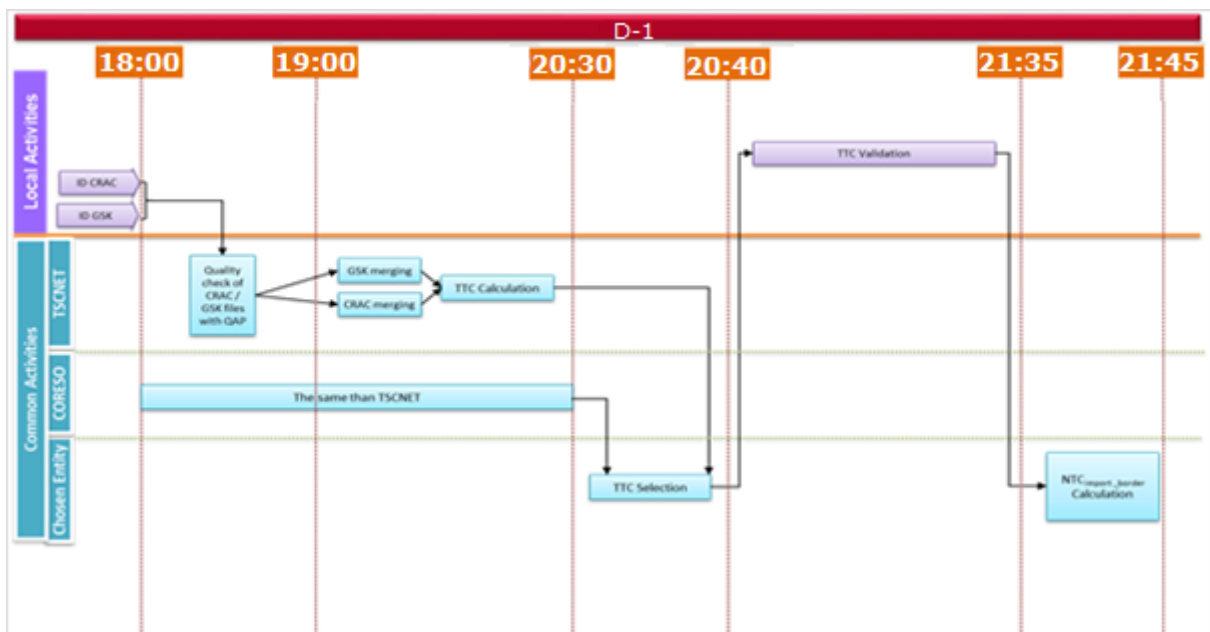 D-1
18:00
19:00
20:30
20:40
21:35
21:45
Local Activities
ID CRAC
ID GSK
TTC Validation
Common Activities
TSCNET
Quality
check of
CRAC /
GSK files
with QAP
GSK merging
CRAC merging
TTC Calculation
CORESO
The same than TSCNET
Chosen Entity
TTC Selection
NTCimport_border
Calculation